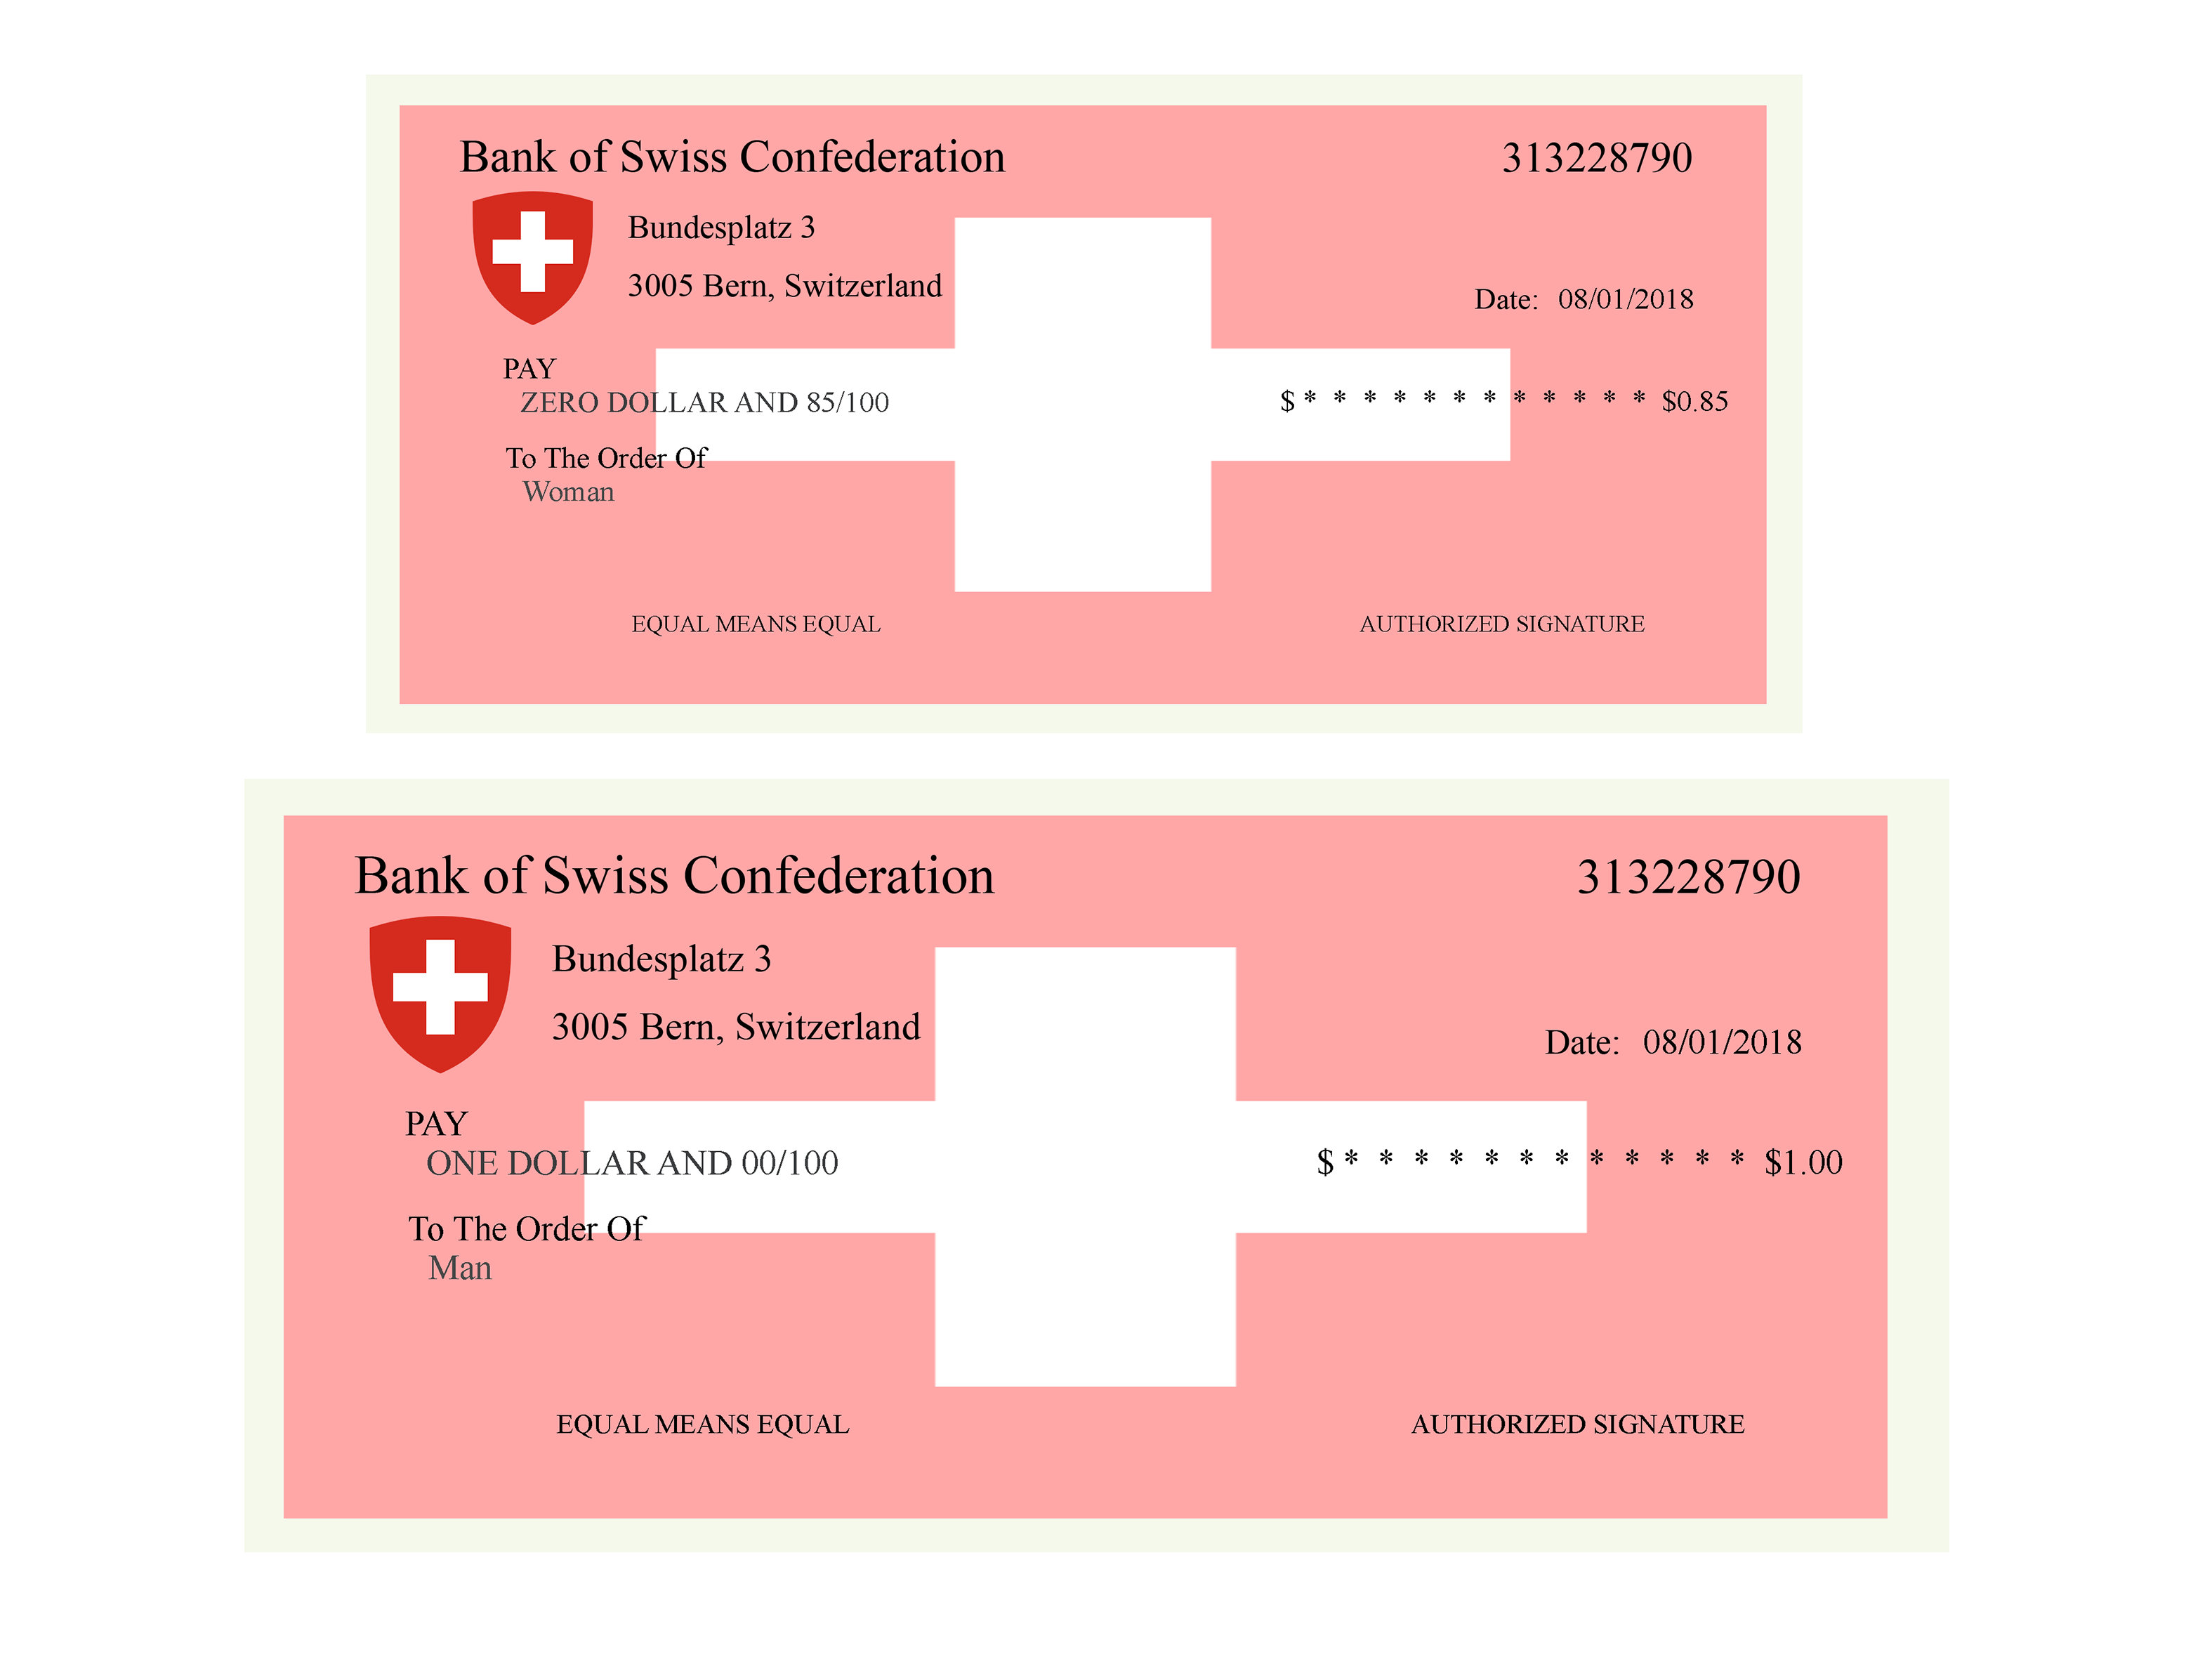 Bank of Swiss Confederation 313228790
Bundesplatz 3
3005 Bern, Switzerland
Date: 08/01/2018
PAY
ZERO DOLLAR AND 85/100 $ * * * * * * * * * * * * $0.85
To The Order Of
Woman
EQUAL MEANS EQUAL AUTHORIZED SIGNATURE
Bank of Swiss Confederation 313228790
Bundesplatz 3
3005 Bern, Switzerland
Date: 08/01/2018
PAY
ONE DOLLAR AND 00/100 $ * * * * * * * * * * * * $1.00
To The Order Of
Man
EQUAL MEANS EQUAL AUTHORIZED SIGNATURE